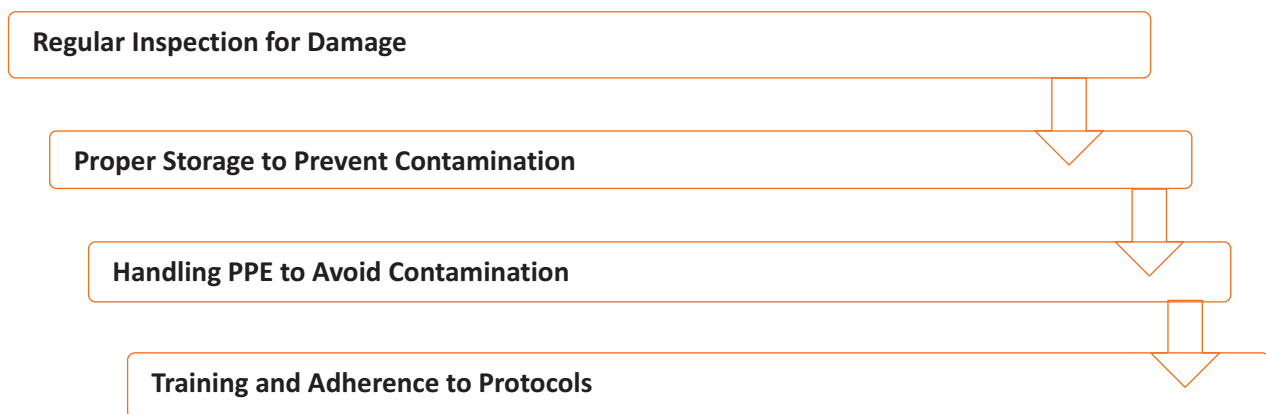 Regular Inspection for Damage
Proper Storage to Prevent Contamination
Handling PPE to Avoid Contamination
Training and Adherence to Protocols